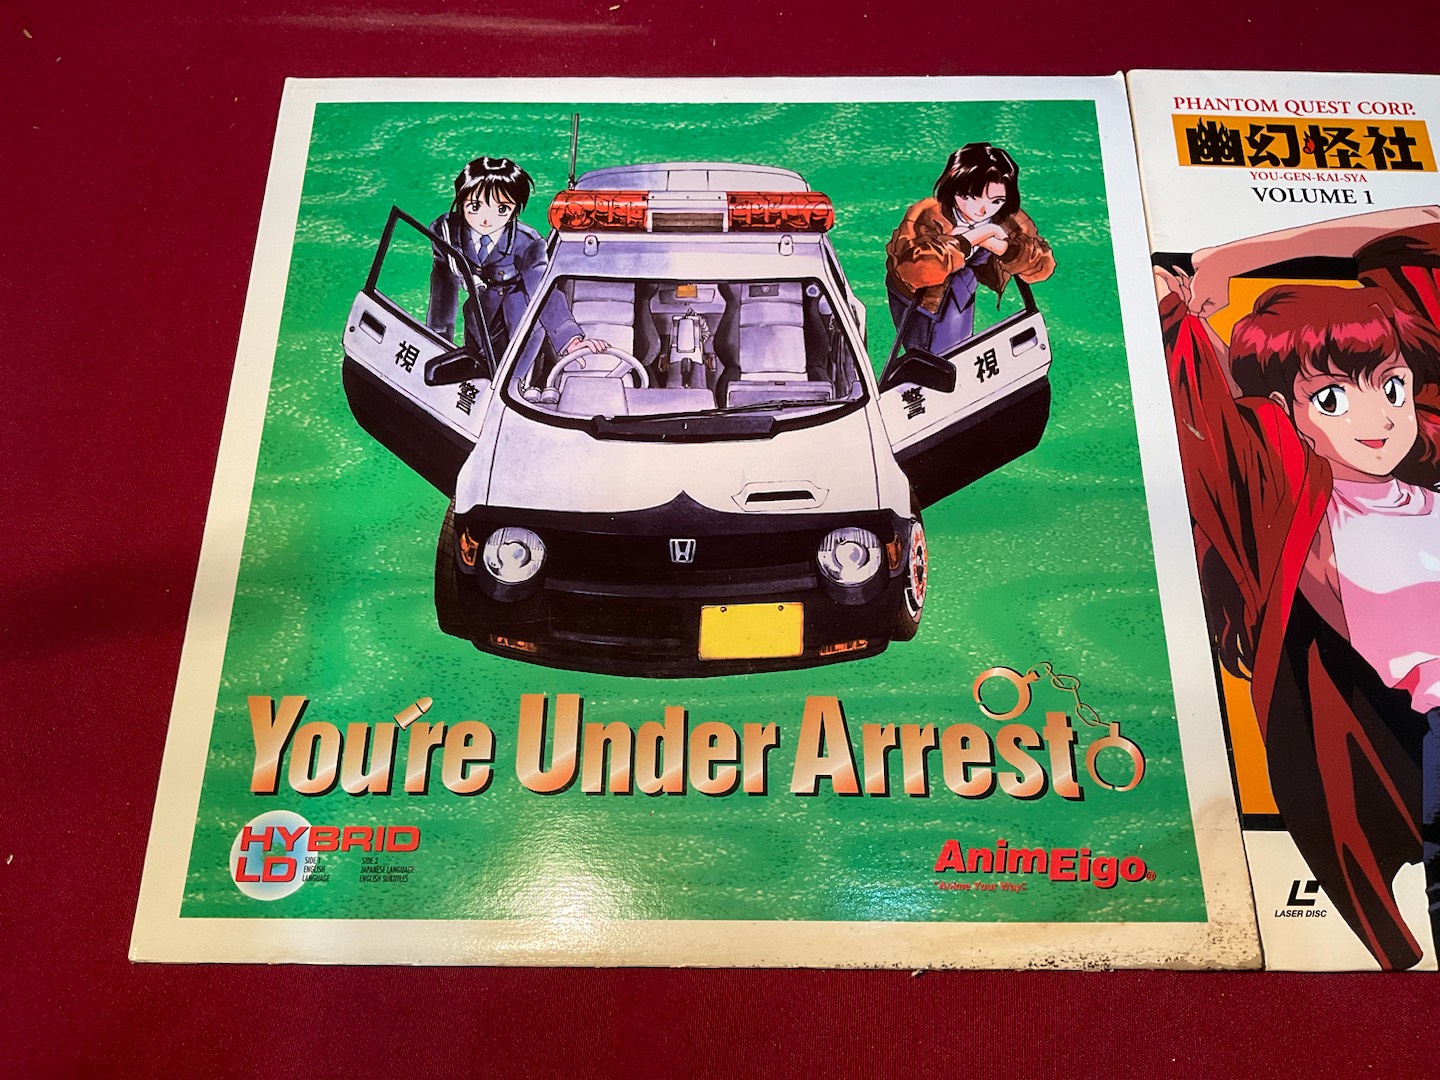 視
警
視
警
You're Under Arrest
HYBRID
LD
SIDE 1
ENGLISH
LANGUAGE
SIDE 2
JAPANESE LANGUAGE
ENGLISH SUBTITLES
AnimEigo®
"Anime Your Way"
PHANTOM QUEST CORP.
幽幻怪社
YOU-GEN-KAI-SYA
VOLUME 1
LASER DISC